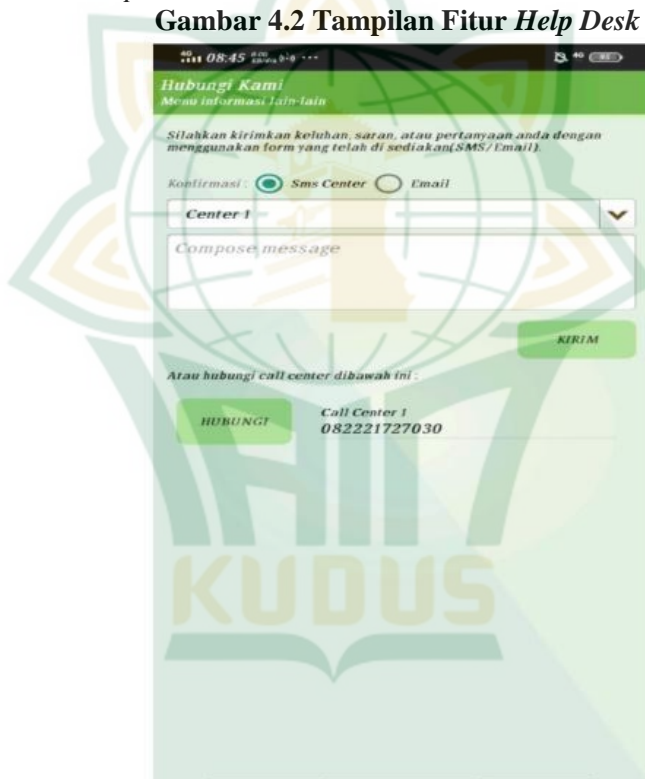 Gambar 4.2 Tampilan Fitur Help Desk
08:45
Hubungi Kami
Menu informasi lain-lain
Silahkan kirimkan keluhan, saran, atau pertanyaan anda dengan
menggunakan form yang telah di sediakan(SMS/Email).
Konfirmasi : Sms Center Email
Center 1
Compose message
KIRIM
Atau hubungi call center dibawah ini :
HUBUNGI
Call Center 1
082221727030
KUDUS